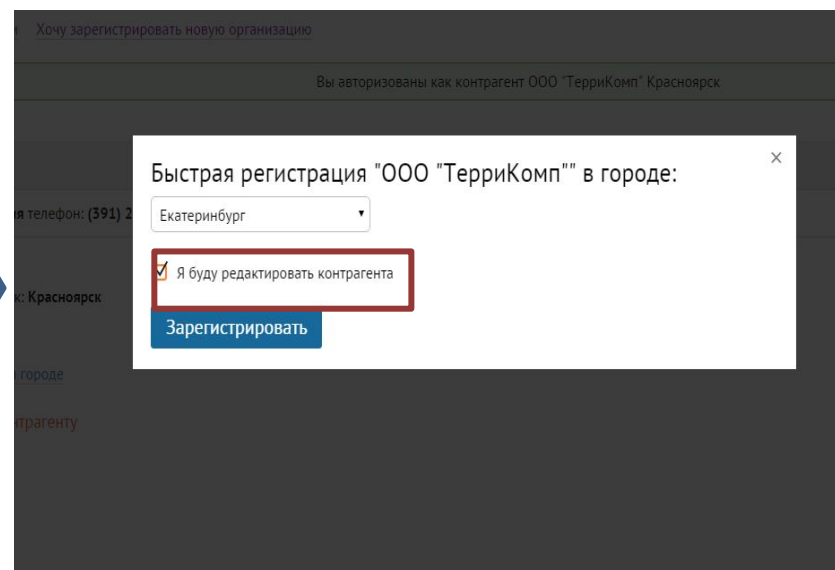 и Хочу зарегистрировать новую организацию
Вы авторизованы как контрагент ООО "ТерриКомп" Красноярск
Быстрая регистрация "ООО "ТерриКомп"" в городе:
×
ия телефон: (391) 2
Екатеринбург
Я буду редактировать контрагента
к: Красноярск
Зарегистрировать
городе
нтрагенту